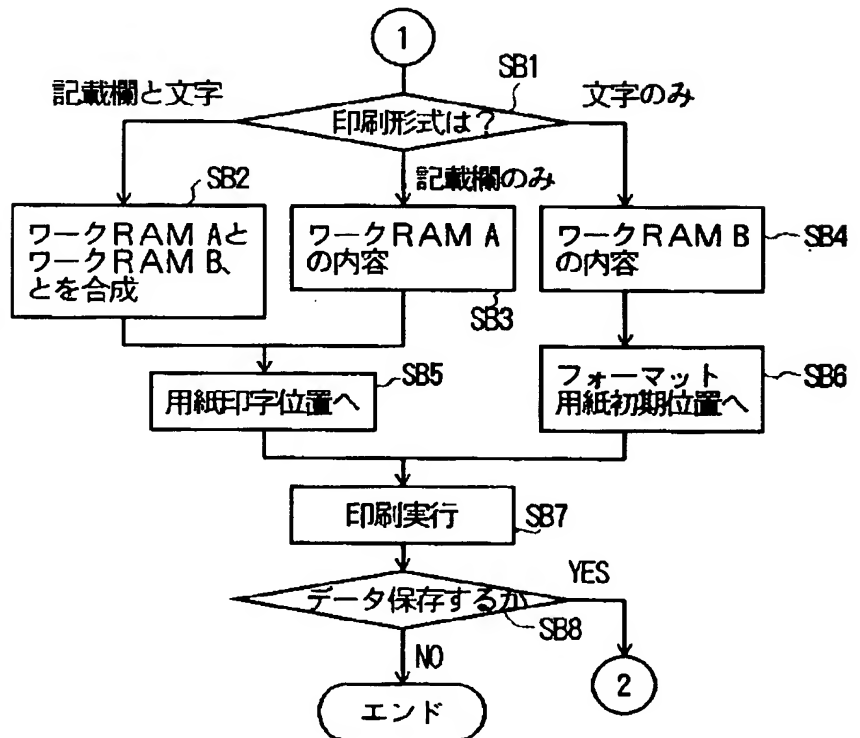 1
SB1
記載欄と文字
文字のみ
印刷形式は?
SB2
記載欄のみ
ワークRAM Aと
ワークRAM B、
とを合成
ワークRAM A
の内容
SB3
ワークRAM B
の内容
SB4
用紙印字位置へ
SB5
フォーマット
用紙初期位置へ
SB6
印刷実行
SB7
YES
データ保存するか
SB8
NO
2
エンド